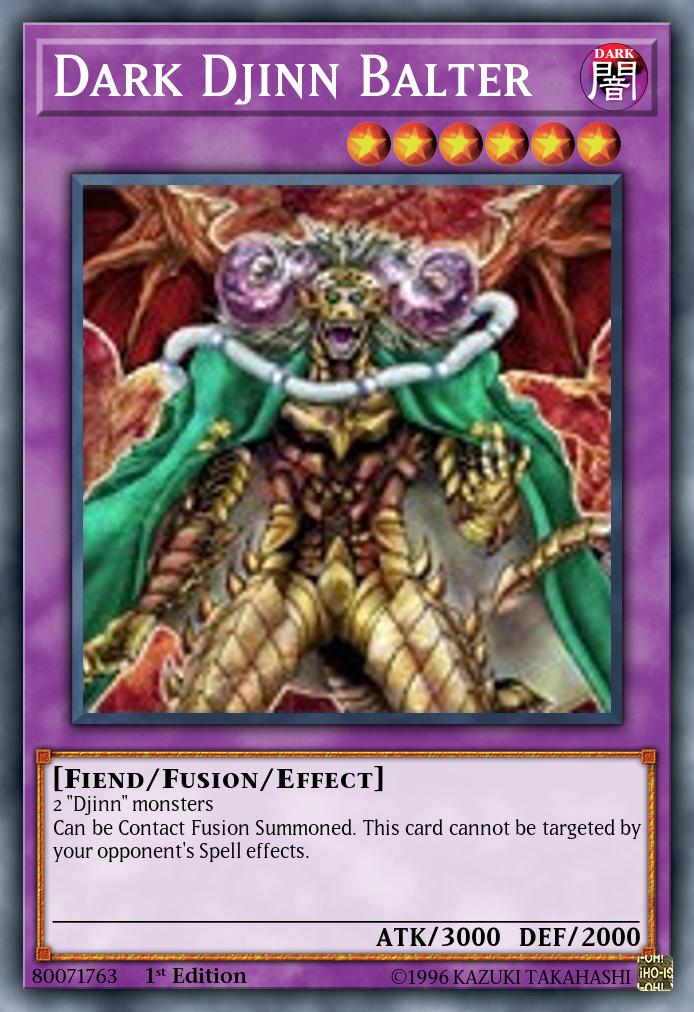 DARK DJINN BALTER
DARK
闇
[FIEND/FUSION/EFFECT]
2 "Djinn" monsters
Can be Contact Fusion Summoned. This card cannot be targeted by
your opponent's Spell effects.
ATK/3000 DEF/2000
80071763 1st Edition ©1996 KAZUKI TAKAHASHI